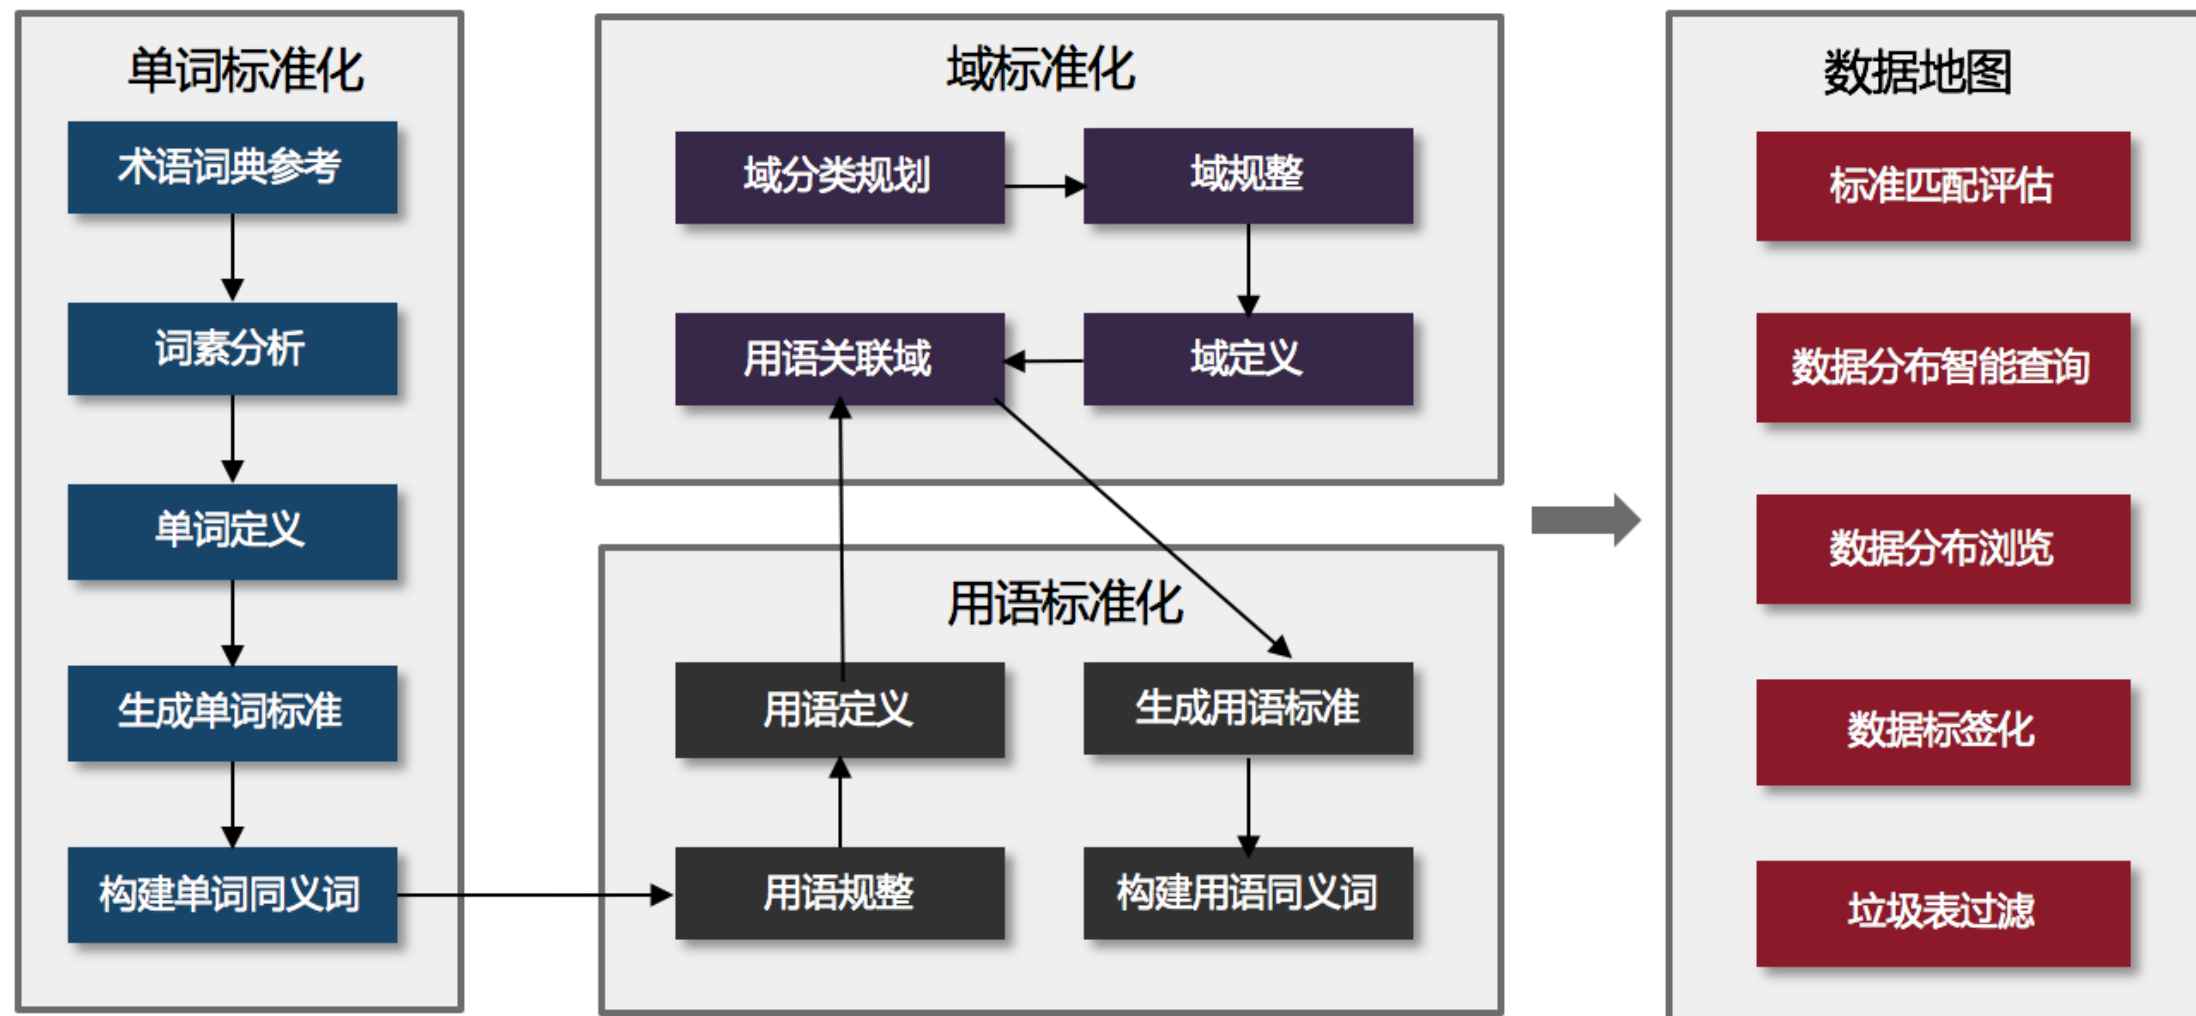 单词标准化
术语词典参考
词素分析
单词定义
生成单词标准
构建单词同义词
域标准化
域分类规划
域规整
用语关联域
域定义
用语标准化
用语定义
生成用语标准
用语规整
构建用语同义词
数据地图
标准匹配评估
数据分布智能查询
数据分布浏览
数据标签化
垃圾表过滤